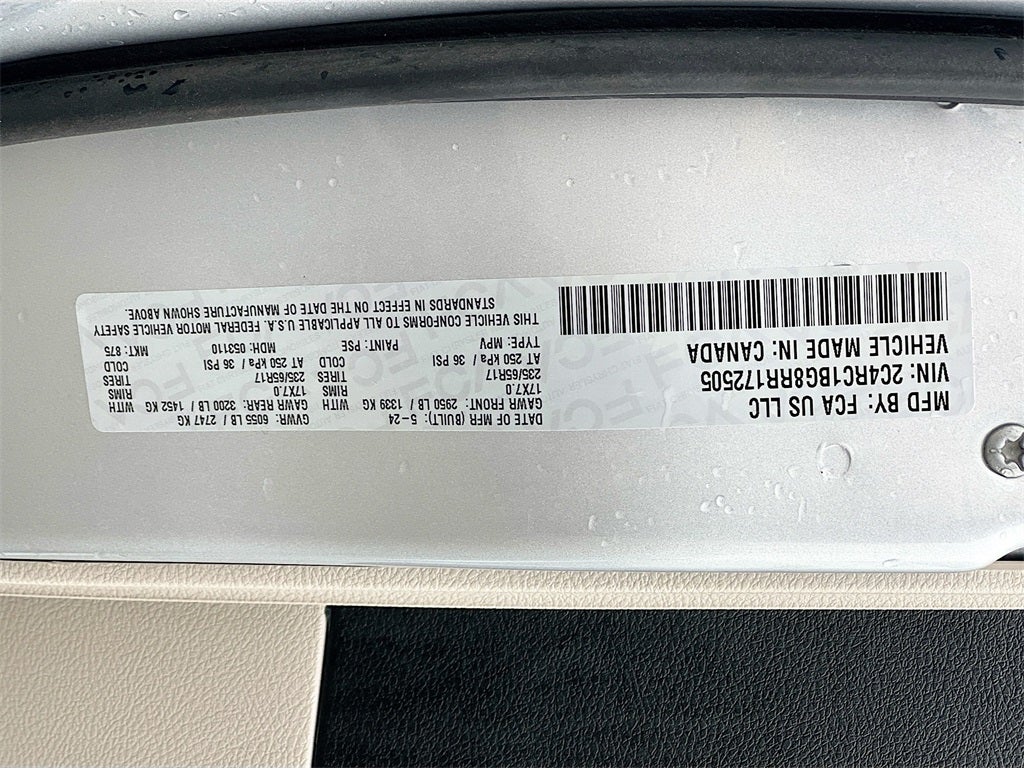 MFD BY: FCA US LLC
VIN: 2C4RC1BG8RR172505
VEHICLE MADE IN: CANADA
DATE OF MFR (BUILT): 5-24
GVWR: 6055 LB / 2747 KG
GAWR FRONT: 2950 LB / 1339 KG WITH
GAWR REAR: 3200 LB / 1452 KG WITH
17X7.0 RIMS
17X7.0 RIMS
235/65R17 TIRES
235/65R17 TIRES
AT 250 kPa / 36 PSI COLD
AT 250 kPa / 36 PSI COLD
TYPE: MPV PAINT: PSE MDH: 053110 MKT: 875
THIS VEHICLE CONFORMS TO ALL APPLICABLE U.S.A. FEDERAL MOTOR VEHICLE SAFETY
STANDARDS IN EFFECT ON THE DATE OF MANUFACTURE SHOWN ABOVE.